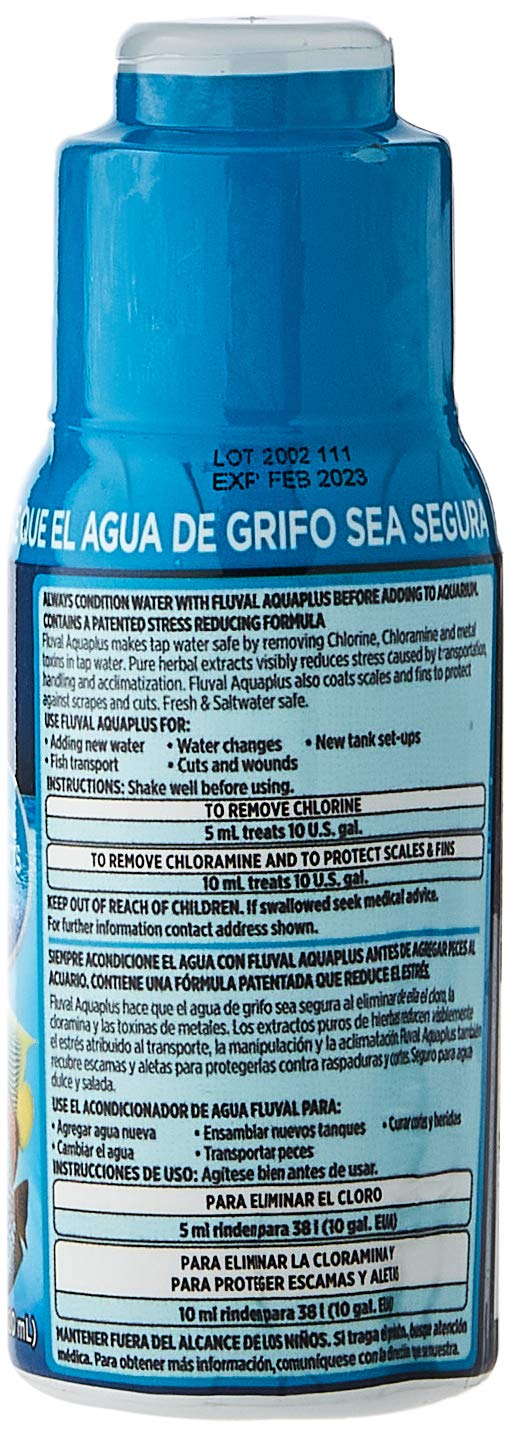 LOT 2002 111
EXP FEB 2023
QUE EL AGUA DE GRIFO SEA SEGURA
ALWAYS CONDITION WATER WITH FLUVAL AQUAPLUS BEFORE ADDING TO AQUARIUM.
CONTAINS A PATENTED STRESS REDUCING FORMULA
Fluval Aquaplus makes tap water safe by removing Chlorine, Chloramine and metal
toxins in tap water. Pure herbal extracts visibly reduces stress caused by transportation,
handling and acclimatization. Fluval Aquaplus also coats scales and fins to protect
against scrapes and cuts. Fresh & Saltwater safe.
USE FLUVAL AQUAPLUS FOR:
• Adding new water • Water changes • New tank set-ups
• Fish transport • Cuts and wounds
INSTRUCTIONS: Shake well before using.
TO REMOVE CHLORINE
5 mL treats 10 U.S. gal.
TO REMOVE CHLORAMINE AND TO PROTECT SCALES & FINS
10 mL treats 10 U.S. gal.
KEEP OUT OF REACH OF CHILDREN. If swallowed seek medical advice.
For further information contact address shown.
SIEMPRE ACONDICIONE EL AGUA CON FLUVAL AQUAPLUS ANTES DE AGREGAR PECES AL
ACUARIO. CONTIENE UNA FÓRMULA PATENTADA QUE REDUCE EL ESTRÉS
Fluval Aquaplus hace que el agua de grifo sea segura al eliminar de ella el cloro, la
cloramina y las toxinas de metales. Los extractos puros de hierbas reducen visiblemente
el estrés atribuido al transporte, la manipulación y la aclimatación. Fluval Aquaplus también
recubre escamas y aletas para protegerlas contra raspaduras y cortes. Seguro para agua
dulce y salada.
USE EL ACONDICIONADOR DE AGUA FLUVAL PARA:
• Agregar agua nueva • Ensamblar nuevos tanques • Curar cortes y heridas
• Cambiar el agua • Transportar peces
INSTRUCCIONES DE USO: Agítese bien antes de usar.
PARA ELIMINAR EL CLORO
5 ml rinden para 38 l (10 gal. EUA)
PARA ELIMINAR LA CLORAMINA Y
PARA PROTEGER ESCAMAS Y ALETAS
10 ml rinden para 38 l (10 gal. EUA)
MANTENER FUERA DEL ALCANCE DE LOS NIÑOS. Si traga el producto, busque atención
médica. Para obtener más información, comuníquese con la dirección que se muestra.
0 mL)